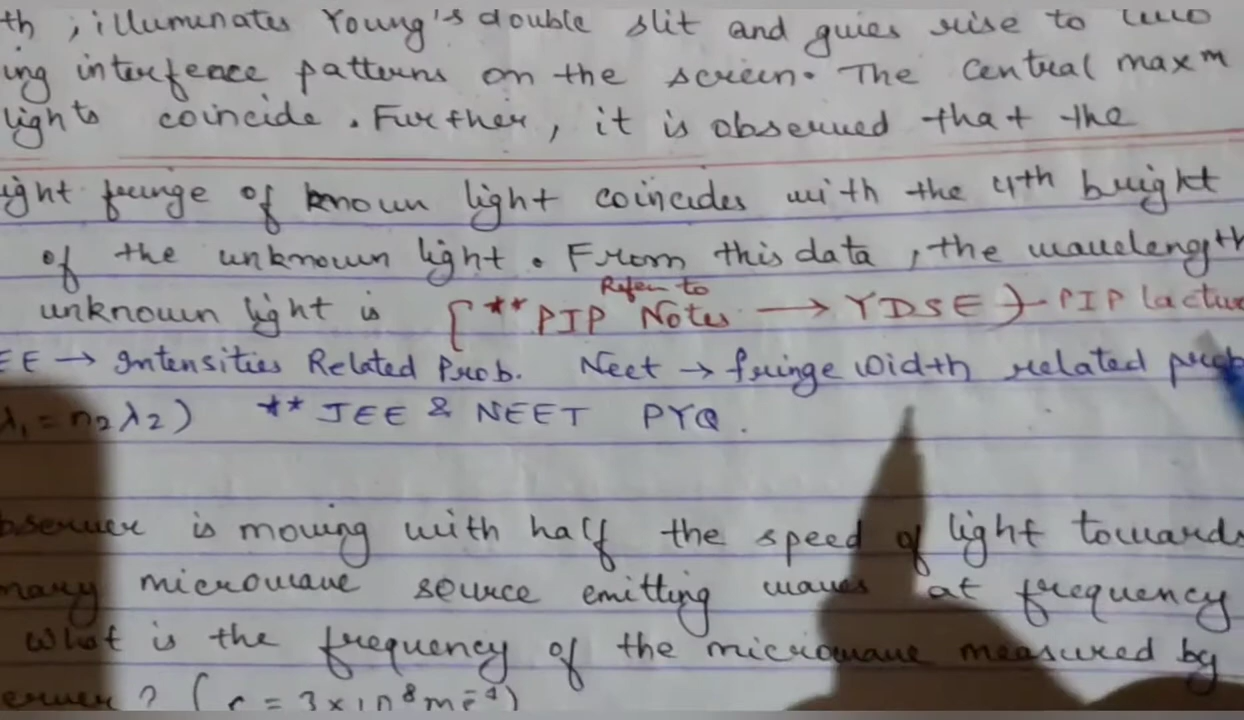 th ; illumenates Young's double slit and guies rise to two
ing interfence patterns on the screen. The Central maxm
lights coincide . Further, it is observed that the
ight fringe of known light coincides with the 4th bright
of the unknown light . From this data , the wavelength
unknown light is [ ** PIP Notes → YDSE } PIP
Refer to
EE → Intensities Related Prob. Neet → fringe width related prob
λ1 = n2λ2) ** JEE & NEET PYQ .
bserver is moving with half the speed of light towards
nary microwave source emitting waves at frequency
What is the frequency of the microwave measured by
erver ? ( c = 3×10⁸ms⁻¹)